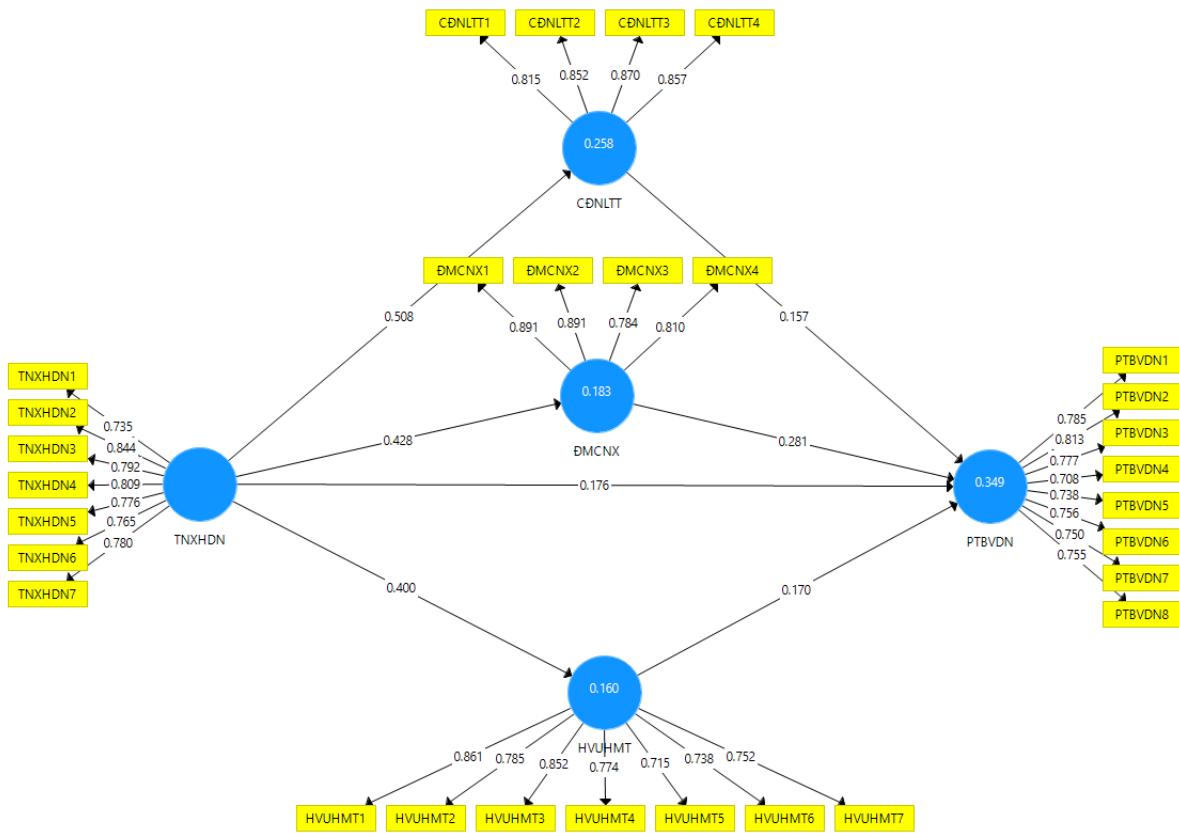 CĐNLTT1 CĐNLTT2 CĐNLTT3 CĐNLTT4
0.815 0.852 0.870 0.857
0.258
CĐNLTT
ĐMCNX1 ĐMCNX2 ĐMCNX3 ĐMCNX4
0.508 0.157
0.891 0.891 0.784 0.810
0.183
ĐMCNX
TNXHDN1
TNXHDN2
TNXHDN3
TNXHDN4
TNXHDN5
TNXHDN6
TNXHDN7
0.735
0.844
0.792
0.809
0.776
0.765
0.780
TNXHDN
0.428 0.281
0.176
0.400 0.170
0.349
PTBVDN
0.785
0.813
0.777
0.708
0.738
0.756
0.750
0.755
PTBVDN1
PTBVDN2
PTBVDN3
PTBVDN4
PTBVDN5
PTBVDN6
PTBVDN7
PTBVDN8
0.160
HVUHMT
0.861 0.785 0.852 0.774 0.715 0.738 0.752
HVUHMT1 HVUHMT2 HVUHMT3 HVUHMT4 HVUHMT5 HVUHMT6 HVUHMT7